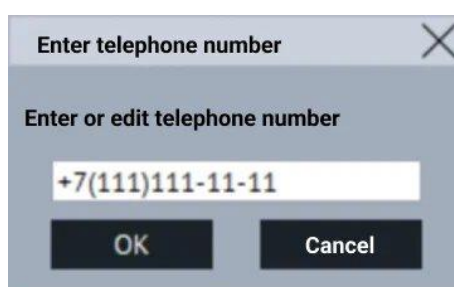 Enter telephone number
Enter or edit telephone number
+7(111)111-11-11
OK
Cancel